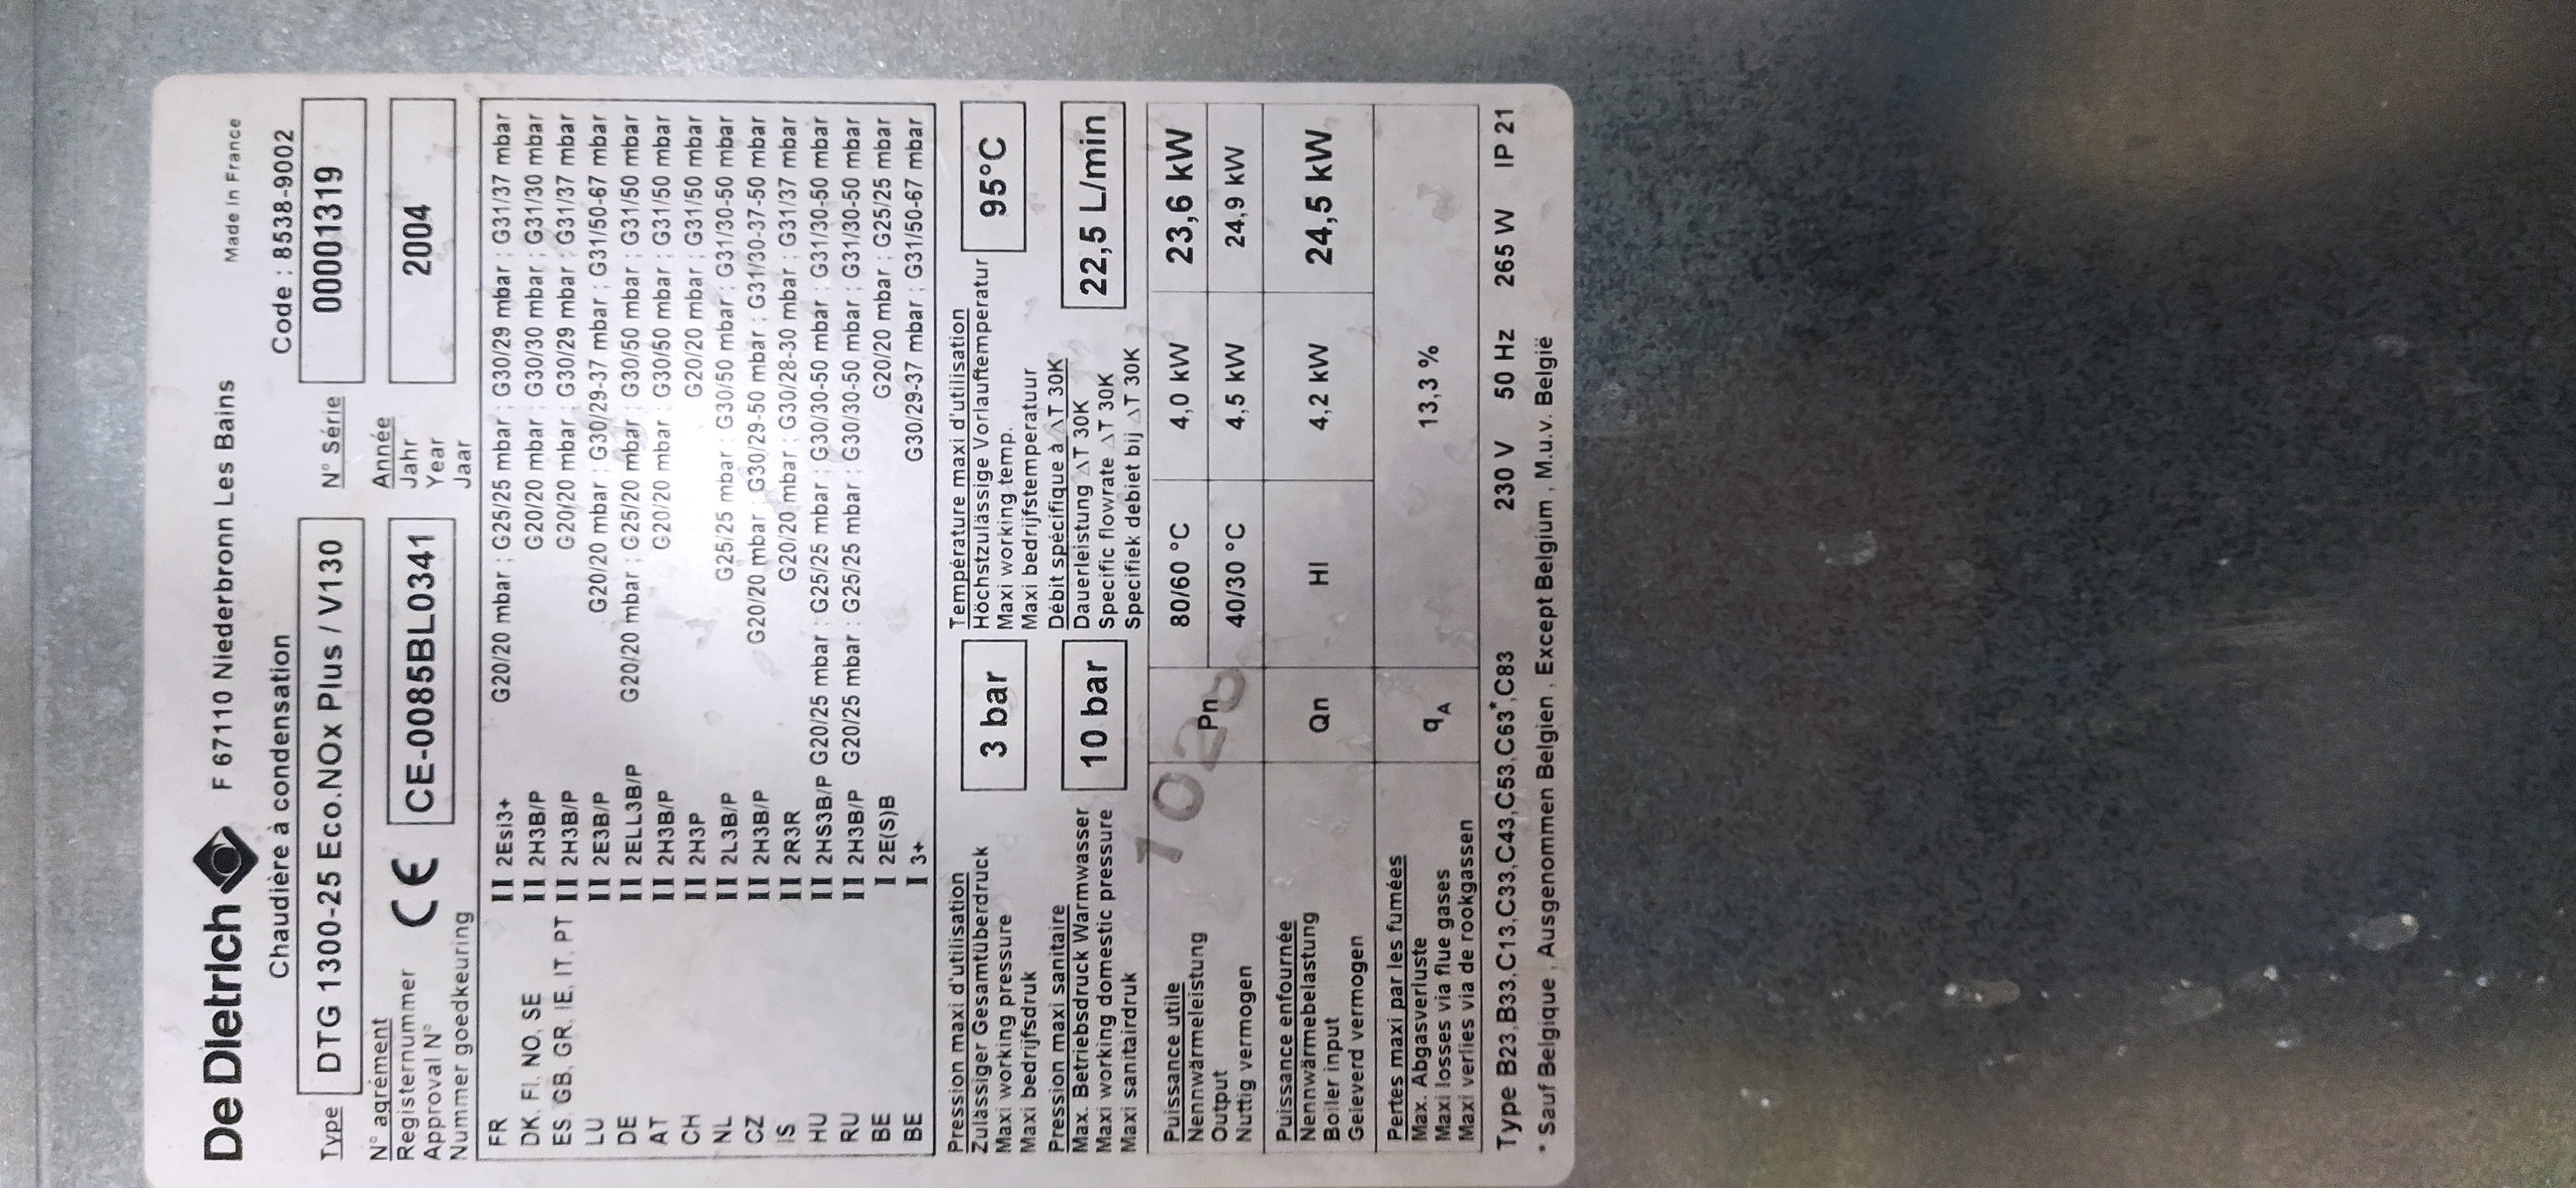 De Dietrich F 67110 Niederbronn Les Bains Made in France
Chaudière à condensation Code : 8538-9002
Type DTG 1300-25 Eco.NOx Plus / V130 N° Série 00001319
N° agrément
Registernummer
Approval N°
Nummer goedkeuring
CE CE-0085BL0341
Année
Jahr
Year
Jaar
2004
FR II 2Esi3+ G20/20 mbar ; G25/25 mbar ; G30/29 mbar ; G31/37 mbar
DK, FI, NO, SE II 2H3B/P G20/20 mbar ; G30/30 mbar ; G31/30 mbar
ES, GB, GR, IE, IT, PT II 2H3B/P G20/20 mbar ; G30/29 mbar ; G31/37 mbar
LU II 2E3B/P G20/20 mbar ; G30/29-37 mbar ; G31/50-67 mbar
DE II 2ELL3B/P G20/20 mbar ; G25/20 mbar ; G30/50 mbar ; G31/50 mbar
AT II 2H3B/P G20/20 mbar ; G30/50 mbar ; G31/50 mbar
CH II 2H3P G20/20 mbar ; G31/50 mbar
NL II 2L3B/P G25/25 mbar ; G30/50 mbar ; G31/30-50 mbar
CZ II 2H3B/P G20/20 mbar ; G30/29-50 mbar ; G31/30-37-50 mbar
IS II 2R3R G20/20 mbar ; G30/28-30 mbar ; G31/37 mbar
HU II 2HS3B/P G20/25 mbar ; G25/25 mbar ; G30/30-50 mbar ; G31/30-50 mbar
RU II 2H3B/P G20/25 mbar ; G25/25 mbar ; G30/30-50 mbar ; G31/30-50 mbar
BE I 2E(S)B G20/20 mbar ; G25/25 mbar
BE I 3+ G30/29-37 mbar ; G31/50-67 mbar
Pression maxi d'utilisation
Zulässiger Gesamtüberdruck
Maxi working pressure
Maxi bedrijfsdruk
3 bar
Température maxi d'utilisation
Höchstzulässige Vorlauftemperatur
Maxi working temp.
Maxi bedrijfstemperatuur
95°C
Pression maxi sanitaire
Max. Betriebsdruck Warmwasser
Maxi working domestic pressure
Maxi sanitairdruk
10 bar
Débit spécifique à △T 30K
Dauerleistung △T 30K
Specific flowrate △T 30K
Specifiek debiet bij △T 30K
22,5 L/min
Puissance utile
Nennwärmeleistung
Output
Nuttig vermogen
Pn
80/60 °C 4,0 kW 23,6 kW
40/30 °C 4,5 kW 24,9 kW
1020
Puissance enfournée
Nennwärmebelastung
Boiler input
Geleverd vermogen
Qn HI 4,2 kW 24,5 kW
Pertes maxi par les fumées
Max. Abgasverluste
Maxi losses via flue gases
Maxi verlies via de rookgassen
qA 13,3 %
Type B23,B33,C13,C33,C43,C53,C63*,C83 230 V 50 Hz 265 W IP 21
* Sauf Belgique , Ausgenommen Belgien , Except Belgium , M.u.v. België